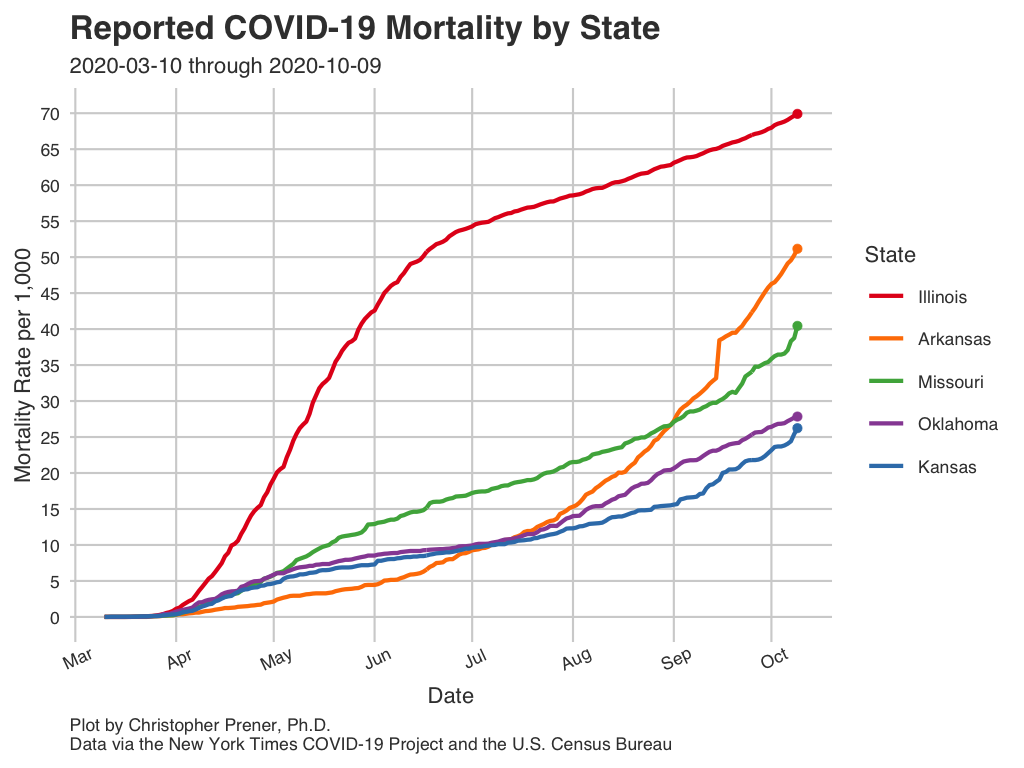 Reported COVID-19 Mortality by State
2020-03-10 through 2020-10-09
Mortality Rate per 1,000
70
65
60
55
50
45
40
35
30
25
20
15
10
5
0
Mar
Apr
May
Jun
Jul
Aug
Sep
Oct
Date
State
Illinois
Arkansas
Missouri
Oklahoma
Kansas
Plot by Christopher Prener, Ph.D.
Data via the New York Times COVID-19 Project and the U.S. Census Bureau